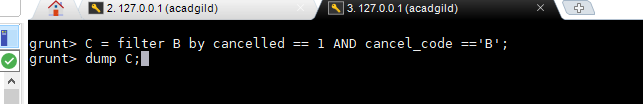 2. 127.0.0.1 (acadgild)
3. 127.0.0.1 (acadgild)
grunt> C = filter B by cancelled == 1 AND cancel_code =='B';
grunt> dump C;